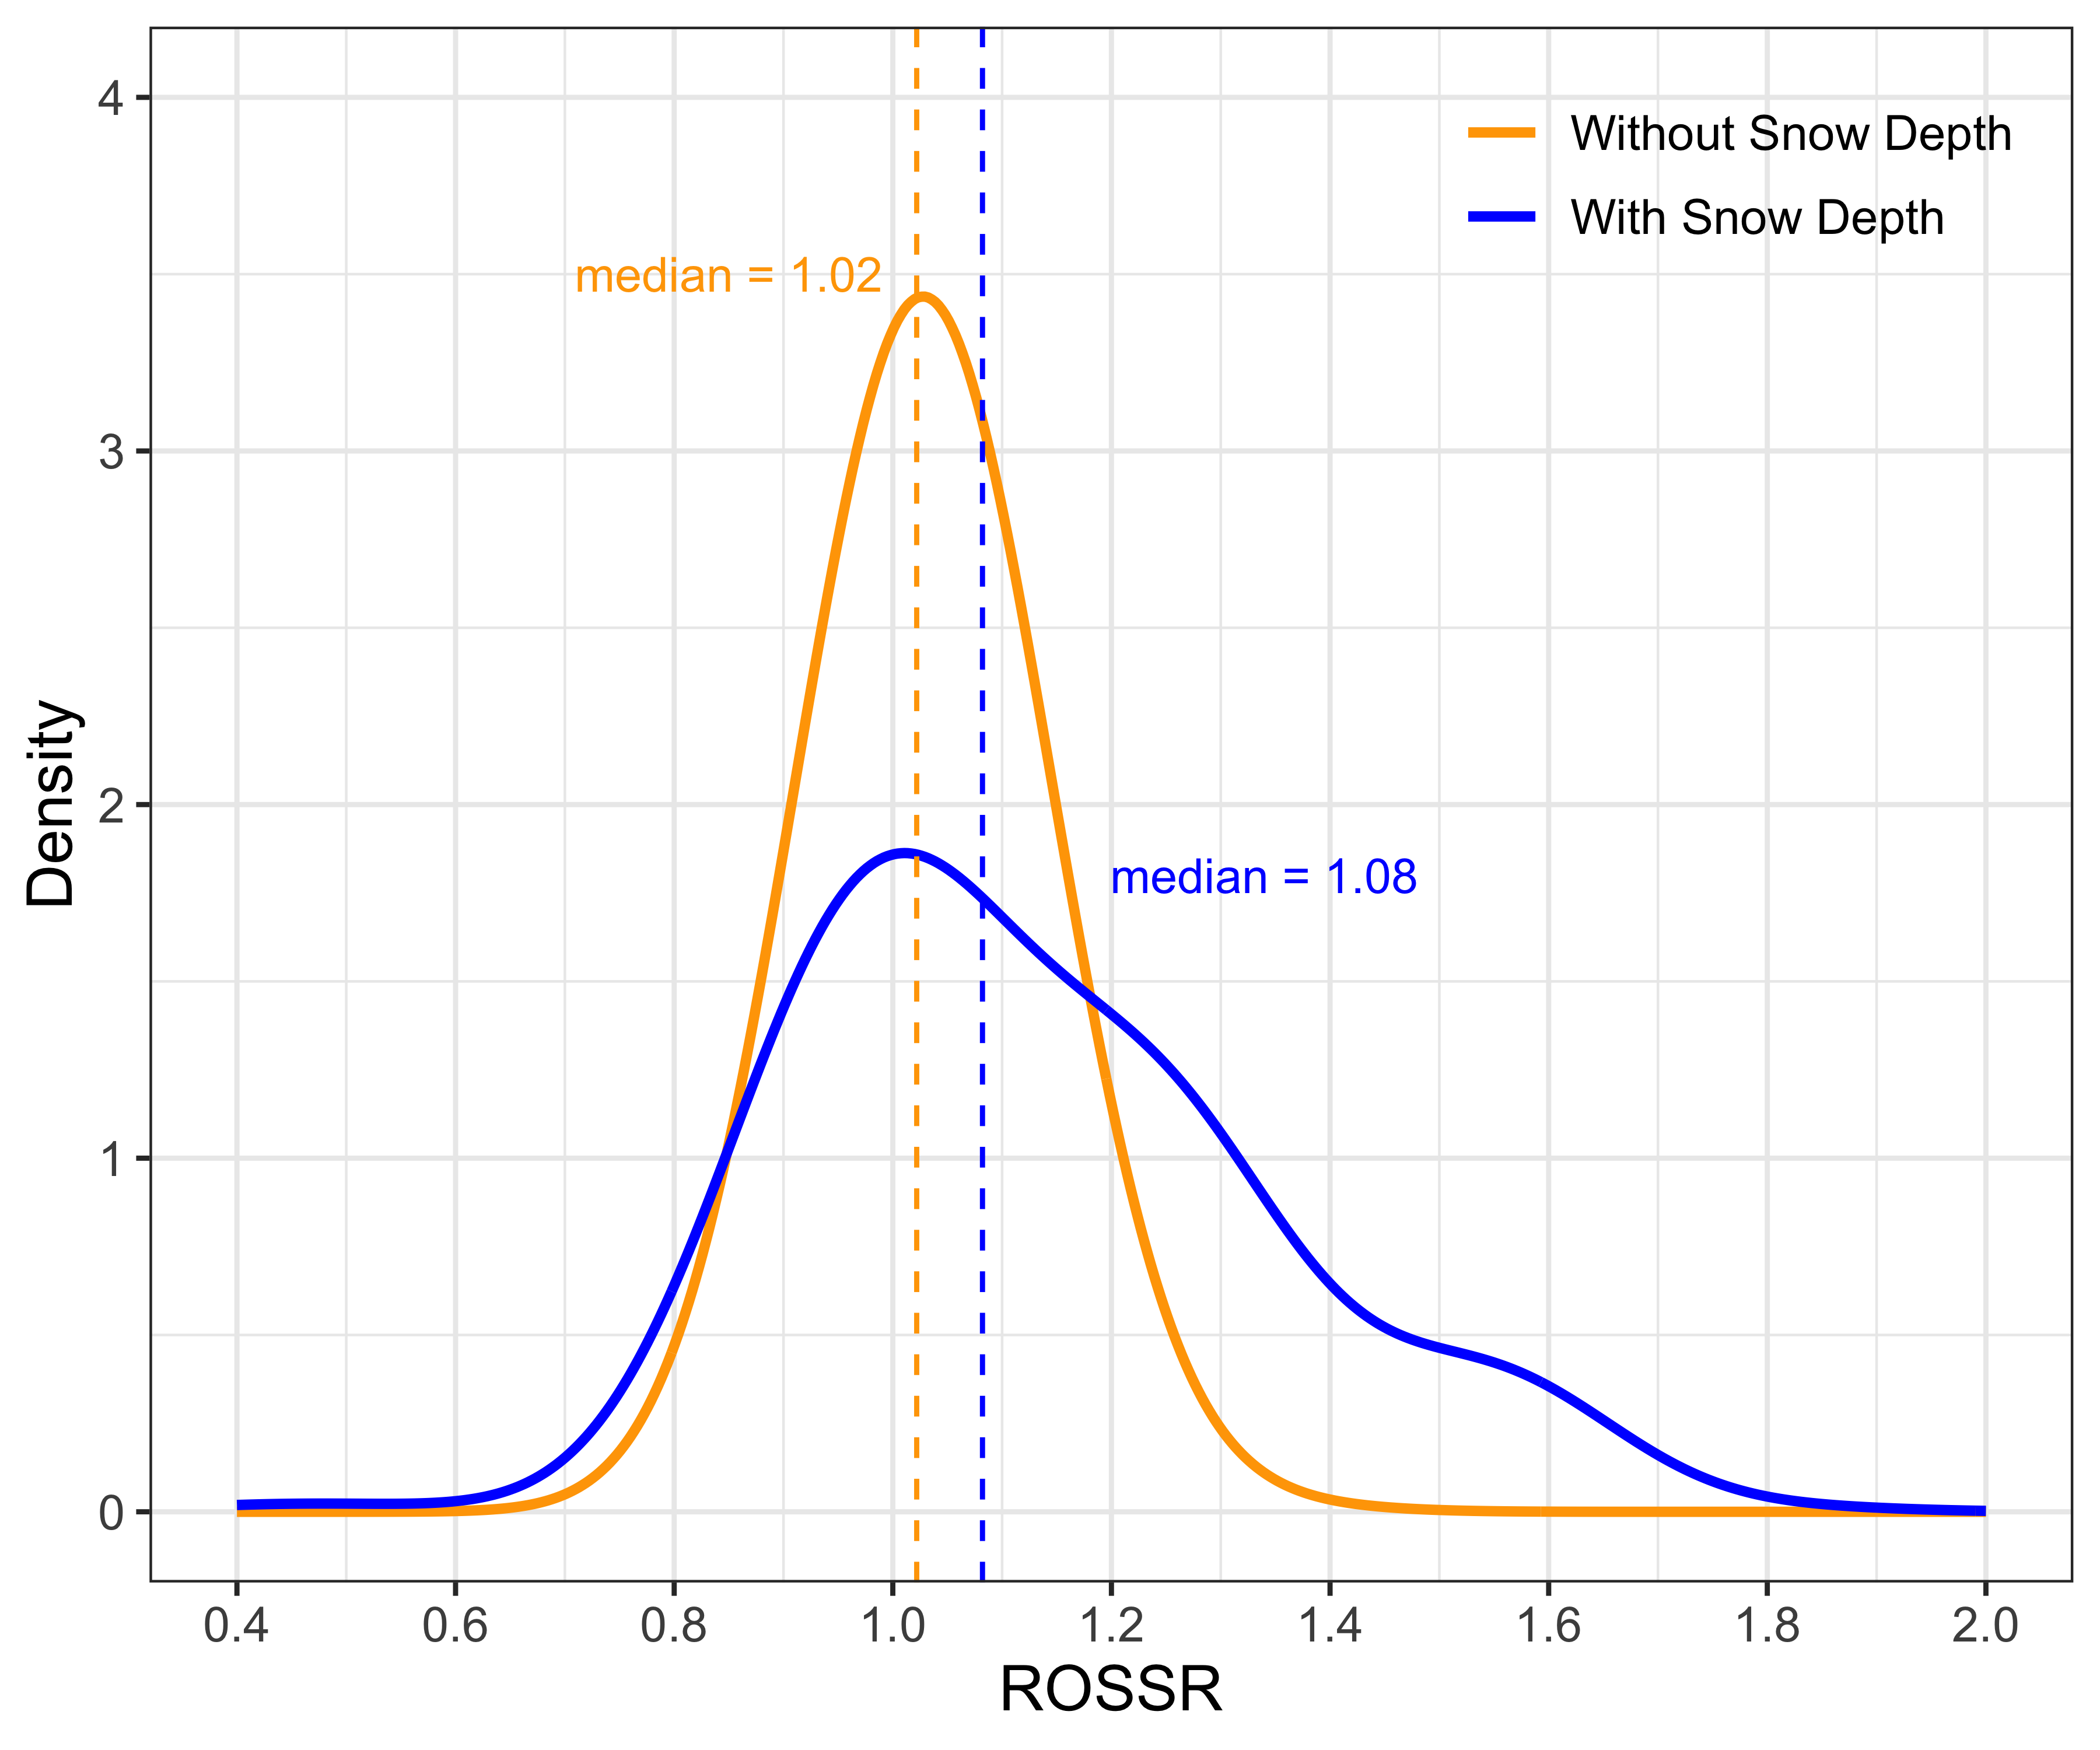 4
Without Snow Depth
With Snow Depth
median = 1.02
3
2
median = 1.08
Density
1
0
0.4 0.6 0.8 1.0 1.2 1.4 1.6 1.8 2.0
ROSSR